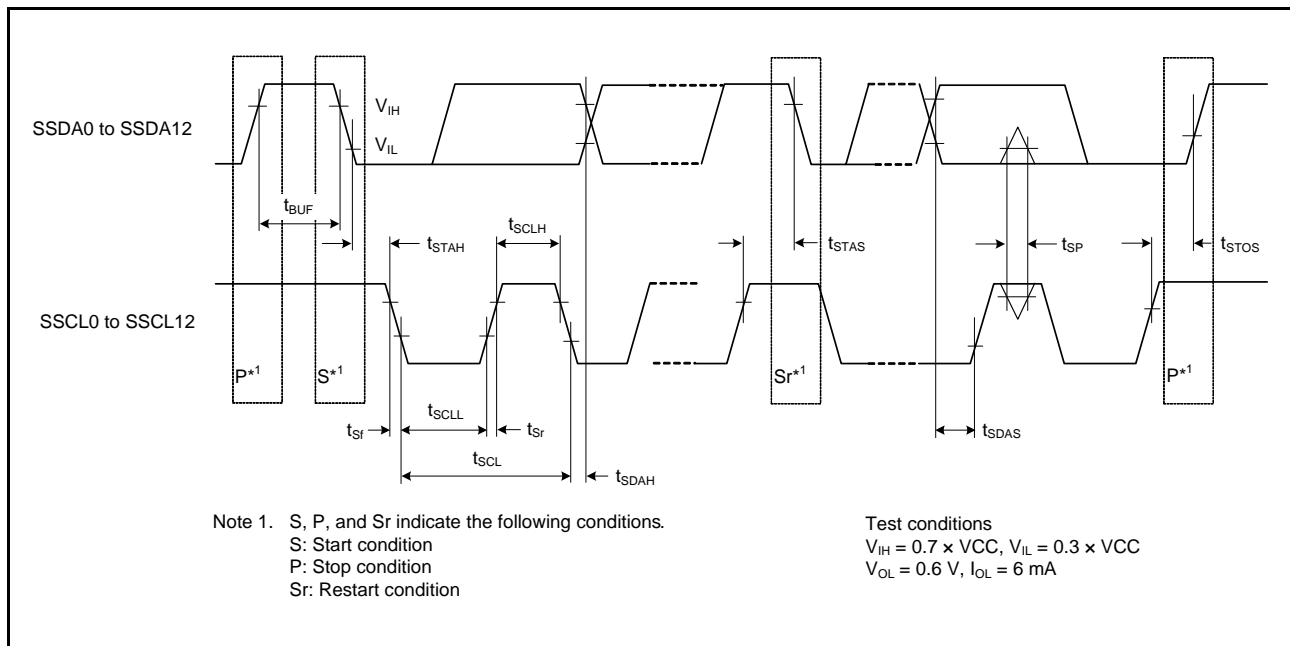 SSDA0 to SSDA12
V_IH
V_IL
t_BUF
t_STAH
t_SCLH
t_STAS
t_SP
t_STOS
SSCL0 to SSCL12
P*1
S*1
Sr*1
P*1
t_SCLL
t_Sf
t_Sr
t_SDAS
t_SCL
t_SDAH
Note 1. S, P, and Sr indicate the following conditions.
S: Start condition
P: Stop condition
Sr: Restart condition
Test conditions
V_IH = 0.7 × VCC, V_IL = 0.3 × VCC
V_OL = 0.6 V, I_OL = 6 mA